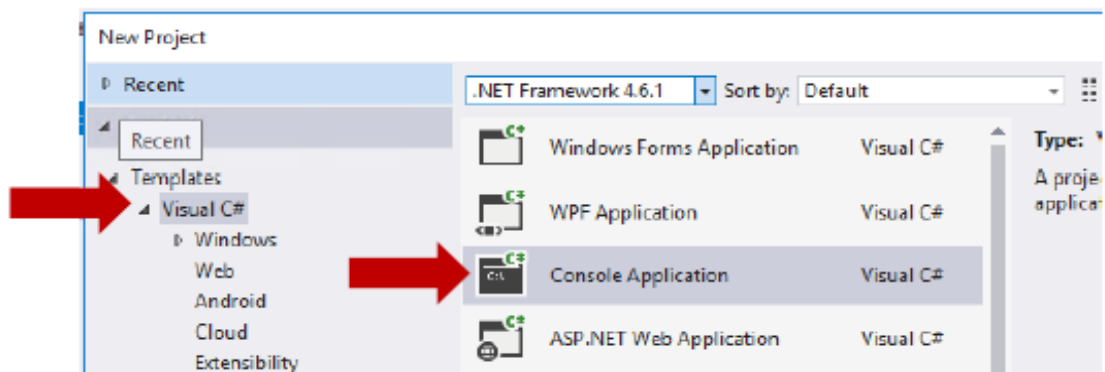 New Project
Recent
Recent
Templates
Visual C#
Windows
Web
Android
Cloud
Extensibility
.NET Framework 4.6.1 Sort by: Default
Windows Forms Application Visual C#
WPF Application Visual C#
Console Application Visual C#
ASP.NET Web Application Visual C#
Type:
A proje
applicat